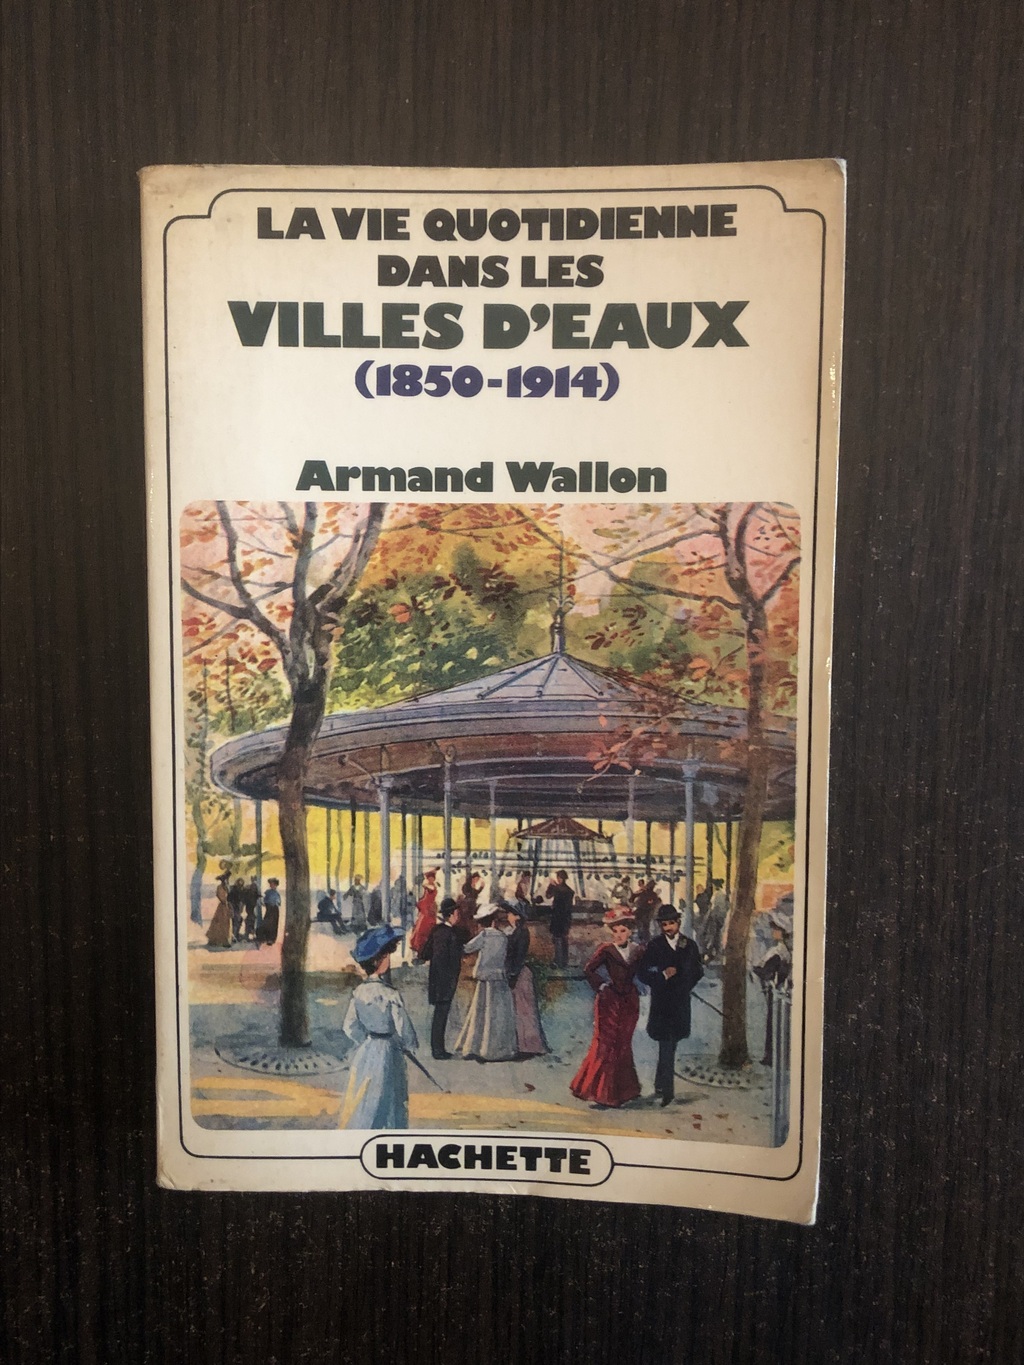 LA VIE QUOTIDIENNE
DANS LES
VILLES D'EAUX
(1850-1914)
Armand Wallon
HACHETTE